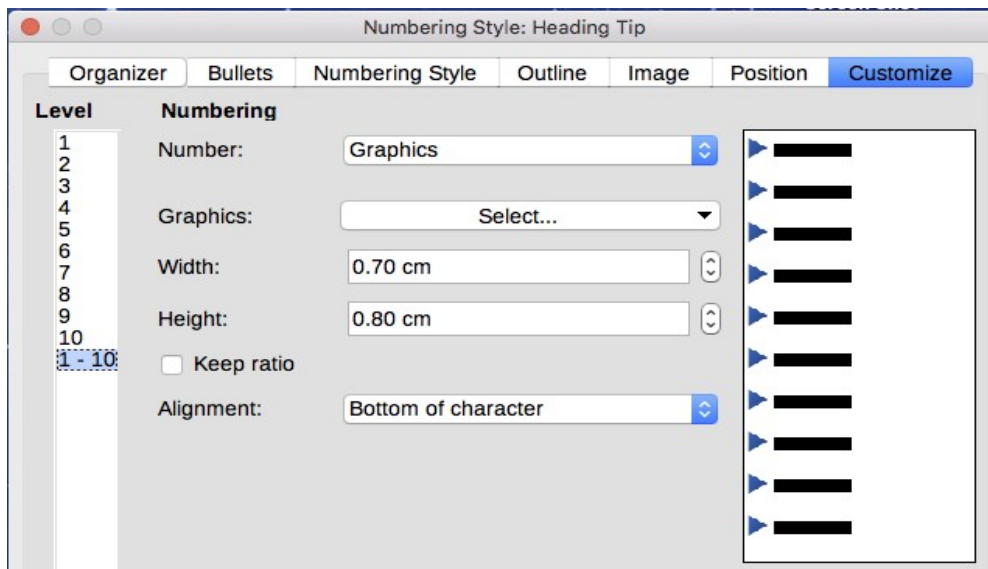 Numbering Style: Heading Tip
Organizer Bullets Numbering Style Outline Image Position Customize
Level Numbering
1
2
3
4
5
6
7
8
9
10
1 - 10
Number: Graphics
Graphics: Select...
Width: 0.70 cm
Height: 0.80 cm
Keep ratio
Alignment: Bottom of character